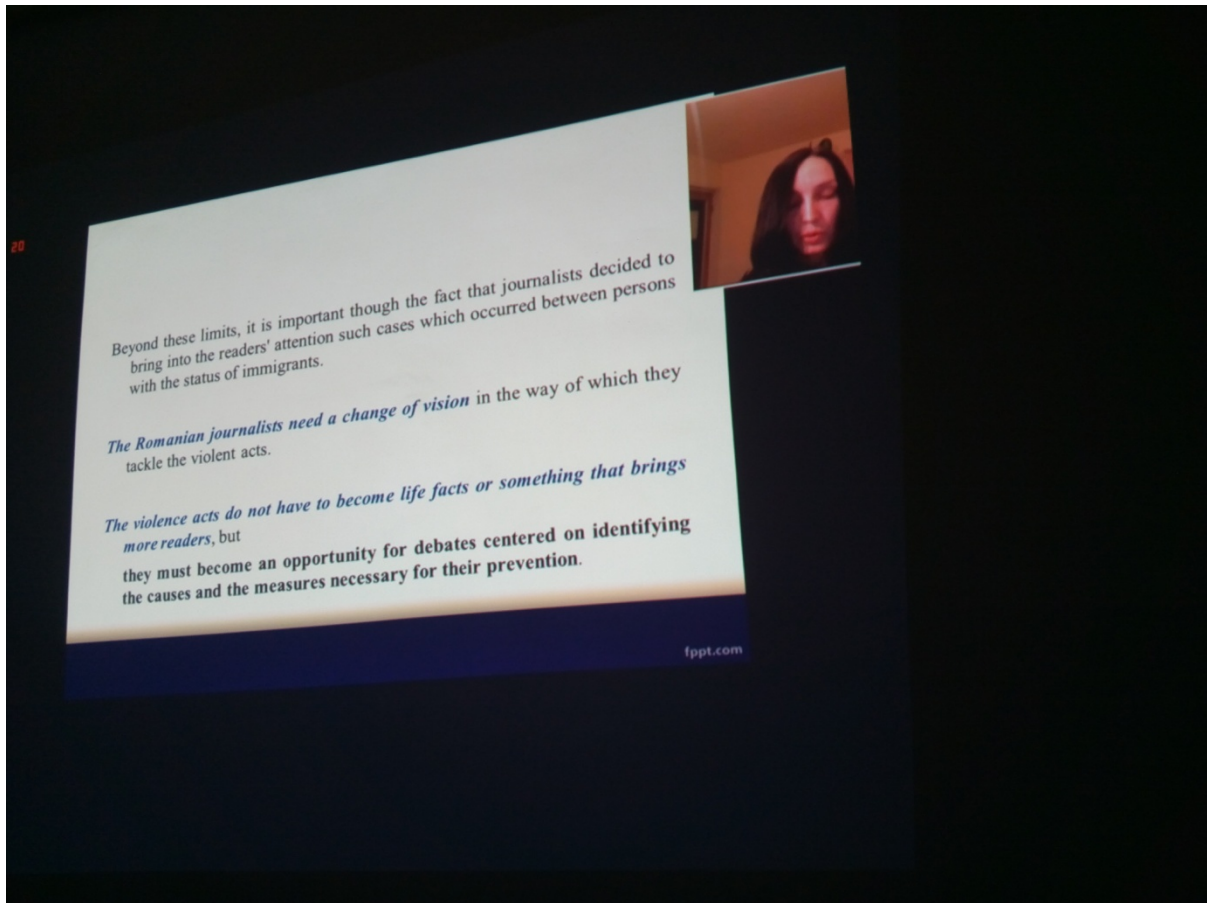 20
Beyond these limits, it is important though the fact that journalists decided to
bring into the readers' attention such cases which occurred between persons
with the status of immigrants.
The Romanian journalists need a change of vision in the way of which they
tackle the violent acts.
The violence acts do not have to become life facts or something that brings
more readers, but
they must become an opportunity for debates centered on identifying
the causes and the measures necessary for their prevention.
fppt.com